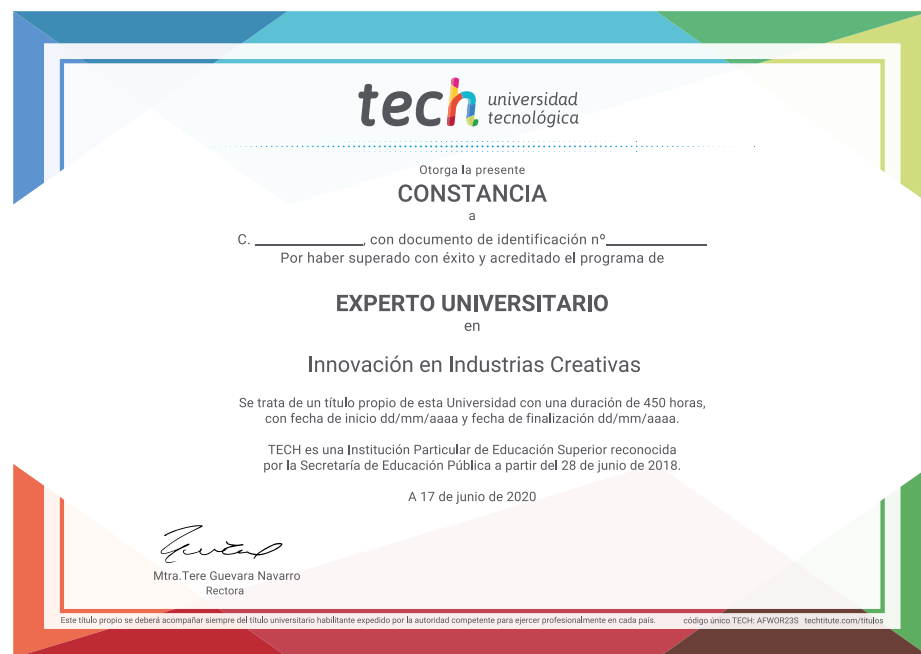 tech universidad
tecnológica
Otorga la presente
CONSTANCIA
a
C. ________________, con documento de identificación nº________________
Por haber superado con éxito y acreditado el programa de
EXPERTO UNIVERSITARIO
en
Innovación en Industrias Creativas
Se trata de un título propio de esta Universidad con una duración de 450 horas,
con fecha de inicio dd/mm/aaaa y fecha de finalización dd/mm/aaaa.
TECH es una Institución Particular de Educación Superior reconocida
por la Secretaría de Educación Pública a partir del 28 de junio de 2018.
A 17 de junio de 2020
Mtra.Tere Guevara Navarro
Rectora
Este título propio se deberá acompañar siempre del título universitario habilitante expedido por la autoridad competente para ejercer profesionalmente en cada país. código único TECH: AFWOR23S techtitute.com/titulos